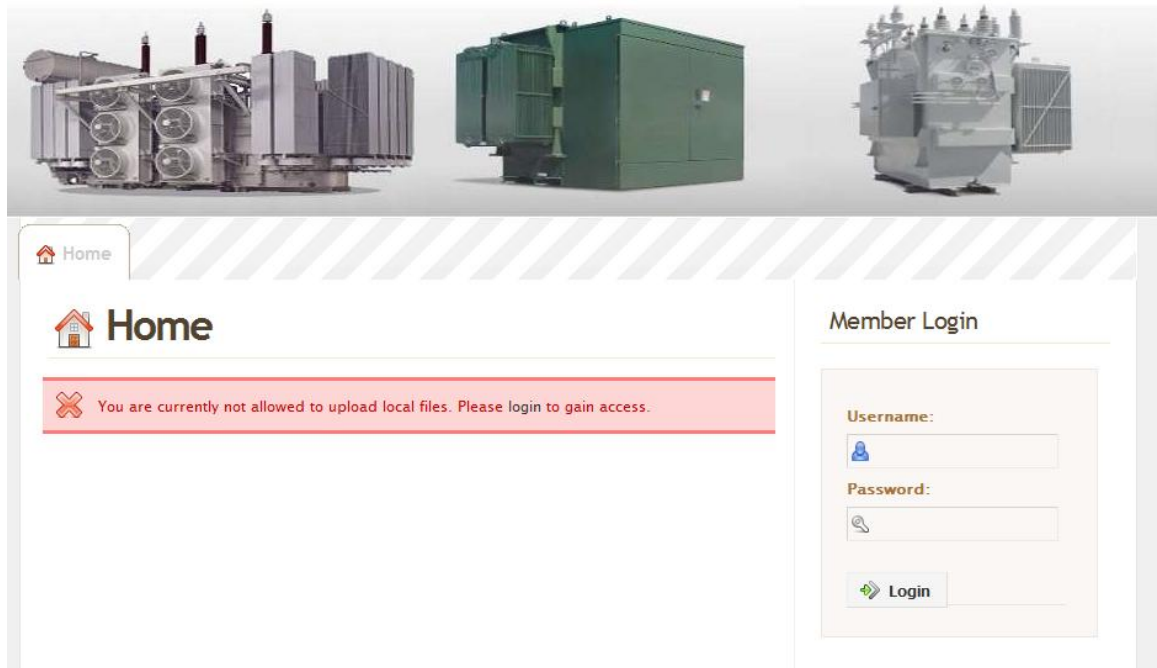 Home
Home
You are currently not allowed to upload local files. Please login to gain access.
Member Login
Username:
Password:
Login